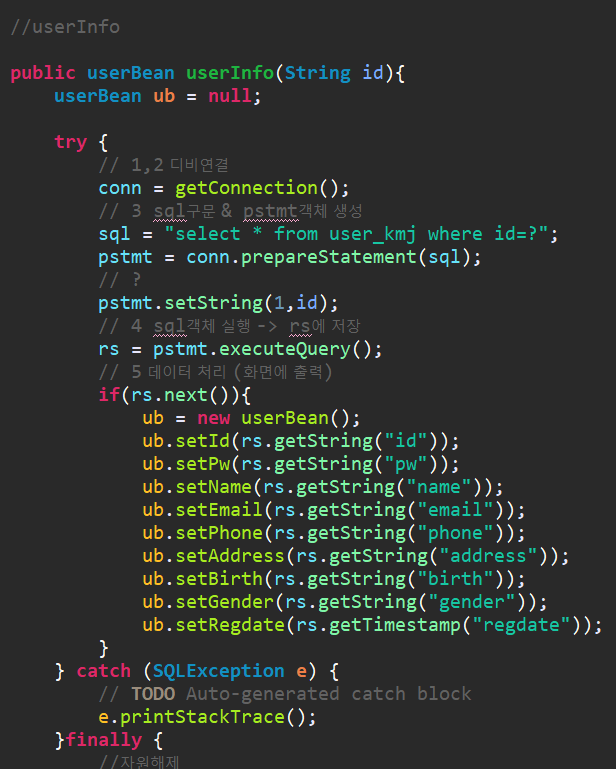 //userInfo
public userBean userInfo(String id){
userBean ub = null;
try {
// 1,2 디비연결
conn = getConnection();
// 3 sql구문 & pstmt객체 생성
sql = "select * from user_kmj where id=?";
pstmt = conn.prepareStatement(sql);
// ?
pstmt.setString(1,id);
// 4 sql객체 실행 -> rs에 저장
rs = pstmt.executeQuery();
// 5 데이터 처리 (화면에 출력)
if(rs.next()){
ub = new userBean();
ub.setId(rs.getString("id"));
ub.setPw(rs.getString("pw"));
ub.setName(rs.getString("name"));
ub.setEmail(rs.getString("email"));
ub.setPhone(rs.getString("phone"));
ub.setAddress(rs.getString("address"));
ub.setBirth(rs.getString("birth"));
ub.setGender(rs.getString("gender"));
ub.setRegdate(rs.getTimestamp("regdate"));
}
} catch (SQLException e) {
// TODO Auto-generated catch block
e.printStackTrace();
}finally {
//자원해제